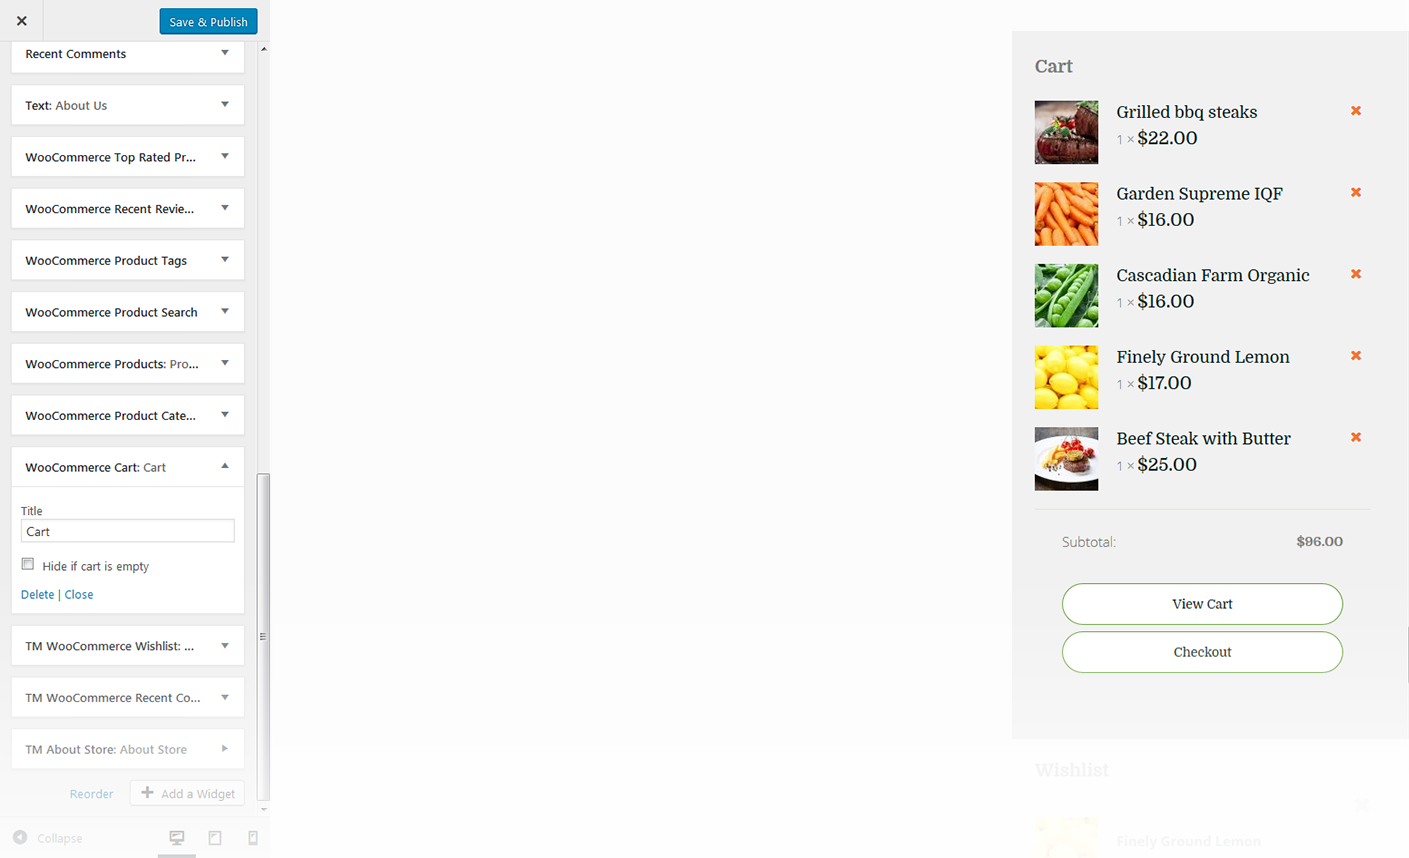 Save & Publish
Recent Comments
Text: About Us
WooCommerce Top Rated Pr...
WooCommerce Recent Revie...
WooCommerce Product Tags
WooCommerce Product Search
WooCommerce Products: Pro...
WooCommerce Product Cate...
WooCommerce Cart: Cart
Title
Cart
Hide if cart is empty
Delete | Close
TM WooCommerce Wishlist: ...
TM WooCommerce Recent Co...
TM About Store: About Store
Reorder
Add a Widget
Collapse
Cart
Grilled bbq steaks
1 × $22.00
Garden Supreme IQF
1 × $16.00
Cascadian Farm Organic
1 × $16.00
Finely Ground Lemon
1 × $17.00
Beef Steak with Butter
1 × $25.00
Subtotal: $96.00
View Cart
Checkout
Wishlist
Finely Ground Lemon